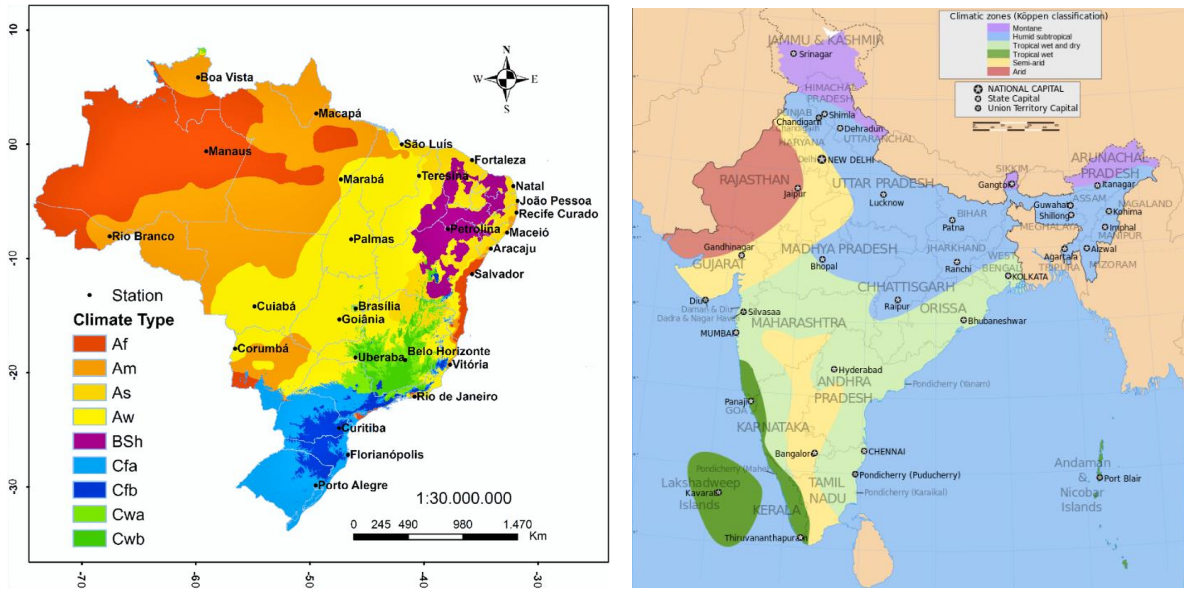 10
00
-10
-20
-30
-70
-60
-50
-40
-30
N
W
E
S
Boa Vista
Macapá
Manaus
São Luís
Fortaleza
Marabá
Teresina
Natal
João Pessoa
Recife Curado
Petrolina
Maceió
Rio Branco
Palmas
Aracaju
Salvador
Cuiabá
Brasília
Goiânia
Corumbá
Uberaba
Belo Horizonte
Vitória
Rio de Janeiro
Curitiba
Florianópolis
Porto Alegre
Station
Climate Type
Af
Am
As
Aw
BSh
Cfa
Cfb
Cwa
Cwb
1:30.000.000
0 245 490 980 1.470
Km
Climatic zones (Köppen classification)
Montane
Humid subtropical
Tropical wet and dry
Tropical wet
Semi-arid
Arid
NATIONAL CAPITAL
State Capital
Union Territory Capital
JAMMU & KASHMIR
Srinagar
HIMACHAL
PRADESH
PUNJAB
Shimla
Chandigarh
Chandigarh
Dehradun
UTTARANCHAL
HARYANA
Delhi
NEW DELHI
RAJASTHAN
Jaipur
UTTAR PRADESH
Lucknow
SIKKIM
Gangtok
ARUNACHAL
PRADESH
Itanagar
ASSAM
NAGALAND
Guwahati
Shillong
Kohima
MEGHALAYA
Imphal
MANIPUR
BIHAR
Patna
Gandhinagar
GUJARAT
MADHYA PRADESH
Bhopal
JHARKHAND
Ranchi
WEST
BENGAL
KOLKATA
Agartara
TRIPURA
Aizwal
MIZORAM
CHHATTISGARH
Raipur
ORISSA
Bhubaneshwar
Diu
Daman & Diu
Dadra & Nagar Haveli
Silvasaa
MAHARASHTRA
MUMBAI
Hyderabad
ANDHRA
PRADESH
Pondicherry (Yanam)
Panaji
GOA
KARNATAKA
Bangalore
CHENNAI
Pondicherry (Mahe)
Pondicherry (Puducherry)
Pondicherry (Karaikal)
TAMIL
NADU
Lakshadweep
Islands
Kavarati
KERALA
Thiruvananthapuram
Andaman
&
Nicobar
Islands
Port Blair